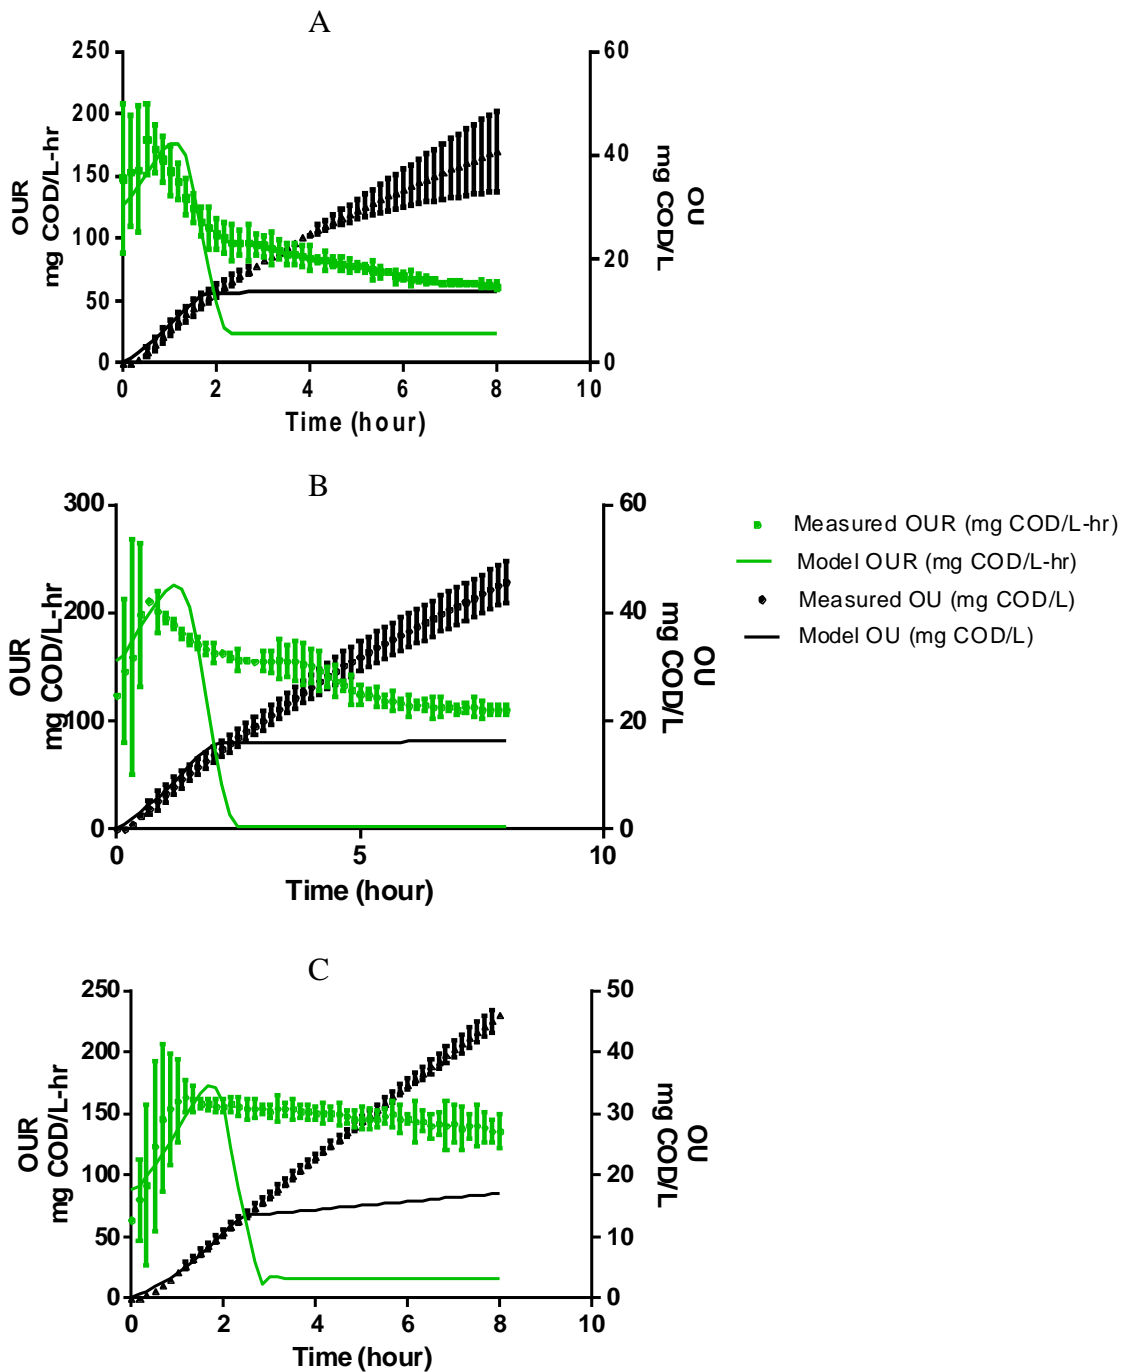 A
250
200
150
100
50
0
OUR
mg COD/L-hr
60
40
20
0
OU
mg COD/L
0 2 4 6 8 10
Time (hour)
B
300
200
100
0
OUR
mg COD/L-hr
60
40
20
0
OU
mg COD/L
0 5 10
Time (hour)
Measured OUR (mg COD/L-hr)
Model OUR (mg COD/L-hr)
Measured OU (mg COD/L)
Model OU (mg COD/L)
C
250
200
150
100
50
0
OUR
mg COD/L-hr
50
40
30
20
10
0
OU
mg COD/L
0 2 4 6 8 10
Time (hour)